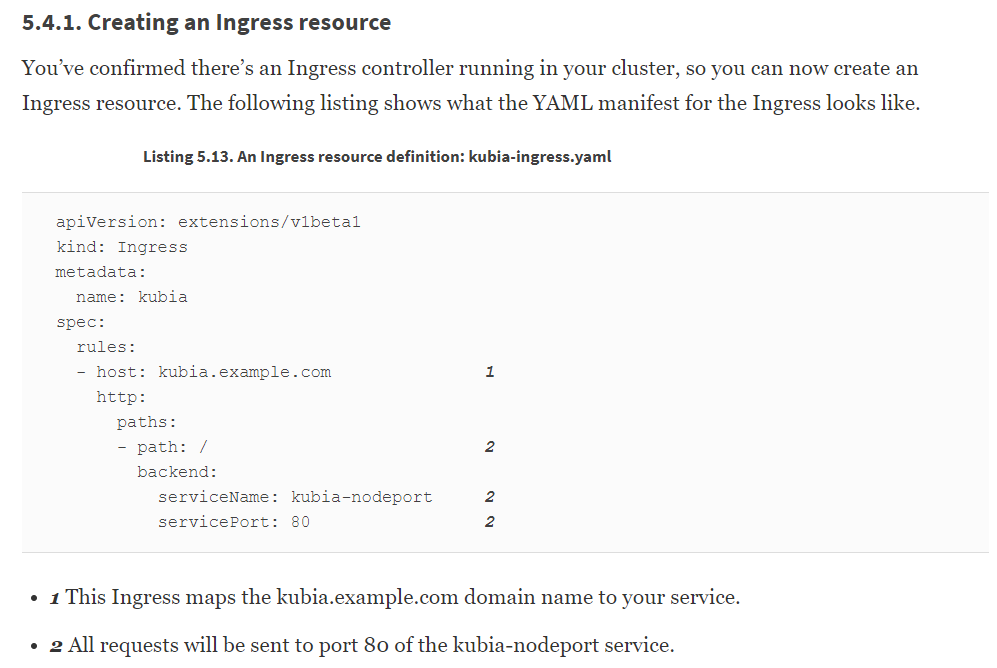 5.4.1. Creating an Ingress resource
You’ve confirmed there’s an Ingress controller running in your cluster, so you can now create an
Ingress resource. The following listing shows what the YAML manifest for the Ingress looks like.
Listing 5.13. An Ingress resource definition: kubia-ingress.yaml
apiVersion: extensions/v1beta1
kind: Ingress
metadata:
  name: kubia
spec:
  rules:
  - host: kubia.example.com               1
    http:
      paths:
      - path: /                           2
        backend:
          serviceName: kubia-nodeport     2
          servicePort: 80                 2
• 1 This Ingress maps the kubia.example.com domain name to your service.
• 2 All requests will be sent to port 80 of the kubia-nodeport service.